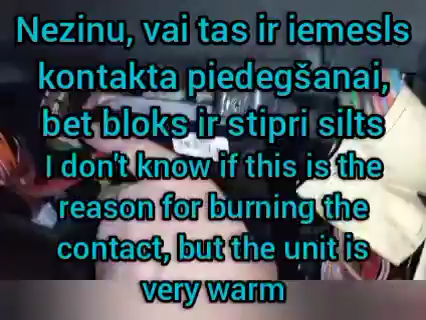 Nezinu, vai tas ir iemesls
kontakta piedegšanai,
bet bloks ir stipri silts
I don't know if this is the
reason for burning the
contact, but the unit is
very warm